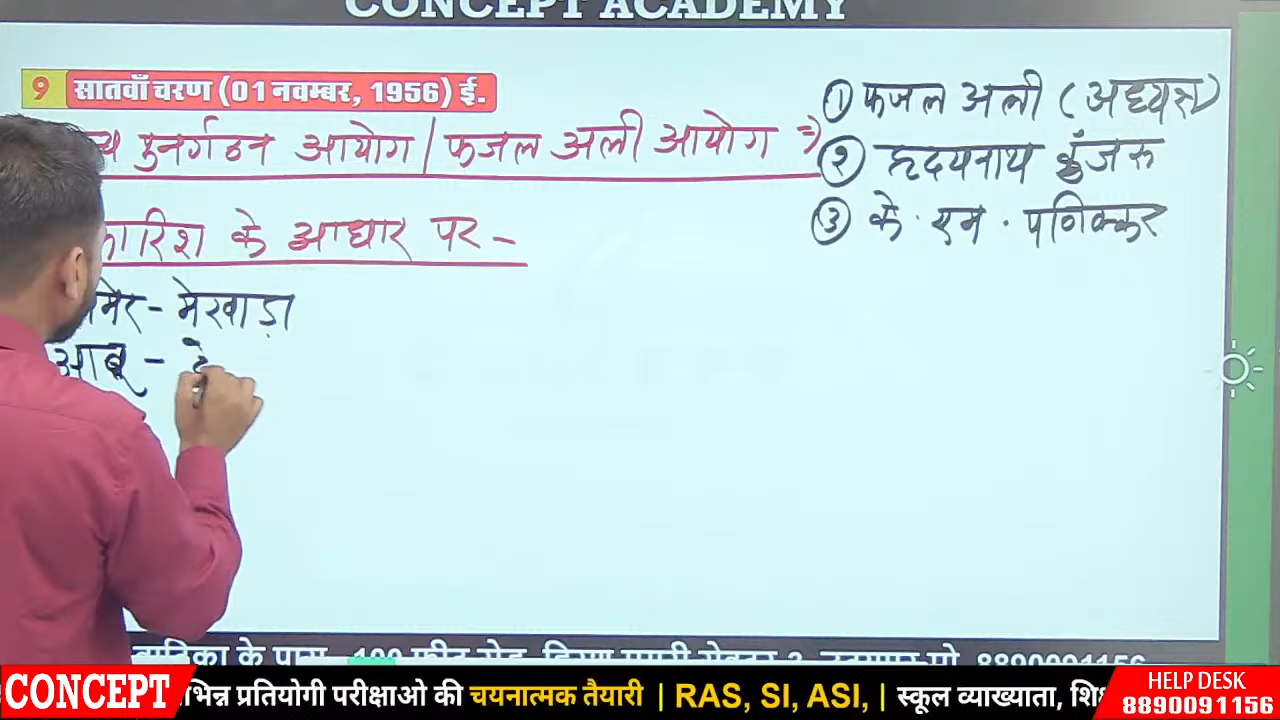 CONCEPT ACADEMY
9 सातवाँ चरण (01 नवम्बर, 1956) ई.
पुनर्गठन आयोग / फजल अली आयोग ⇒
① फजल अली (अध्यक्ष)
② हृदयनाथ कुंजरू
③ के. एम. पणिक्कर
के आधार पर -
- मेरवाड़ा
आबू - दे
के पास
8890091156
CONCEPT
प्रतियोगी परीक्षाओ की चयनात्मक तैयारी | RAS, SI, ASI, | स्कूल व्याख्याता,
HELP DESK
8890091156